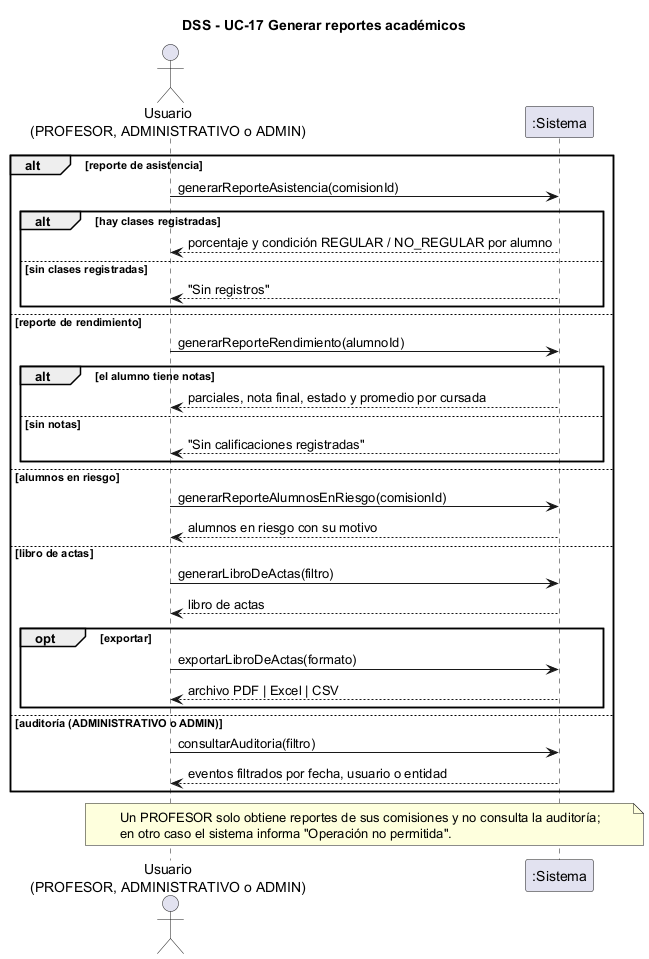 DSS - UC-17 Generar reportes académicos
Usuario
(PROFESOR, ADMINISTRATIVO o ADMIN)
:Sistema
alt [reporte de asistencia]
generarReporteAsistencia(comisionId)
alt [hay clases registradas]
porcentaje y condición REGULAR / NO_REGULAR por alumno
[sin clases registradas]
"Sin registros"
[reporte de rendimiento]
generarReporteRendimiento(alumnoId)
alt [el alumno tiene notas]
parciales, nota final, estado y promedio por cursada
[sin notas]
"Sin calificaciones registradas"
[alumnos en riesgo]
generarReporteAlumnosEnRiesgo(comisionId)
alumnos en riesgo con su motivo
[libro de actas]
generarLibroDeActas(filtro)
libro de actas
opt [exportar]
exportarLibroDeActas(formato)
archivo PDF | Excel | CSV
[auditoría (ADMINISTRATIVO o ADMIN)]
consultarAuditoria(filtro)
eventos filtrados por fecha, usuario o entidad
Un PROFESOR solo obtiene reportes de sus comisiones y no consulta la auditoría;
en otro caso el sistema informa "Operación no permitida".
Usuario
(PROFESOR, ADMINISTRATIVO o ADMIN)
:Sistema